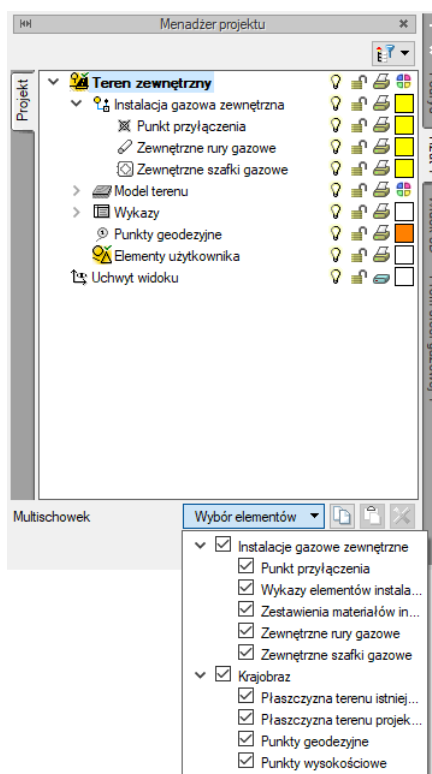 Menadżer projektu
Projekt
Teren zewnętrzny
Instalacja gazowa zewnętrzna
Punkt przyłączenia
Zewnętrzne rury gazowe
Zewnętrzne szafki gazowe
Model terenu
Wykazy
Punkty geodezyjne
Elementy użytkownika
Uchwyt widoku
Multischowek
Wybór elementów
Instalacje gazowe zewnętrzne
Punkt przyłączenia
Wykazy elementów instala...
Zestawienia materiałów in...
Zewnętrzne rury gazowe
Zewnętrzne szafki gazowe
Krajobraz
Płaszczyzna terenu istniej...
Płaszczyzna terenu projek...
Punkty geodezyjne
Punkty wysokościowe